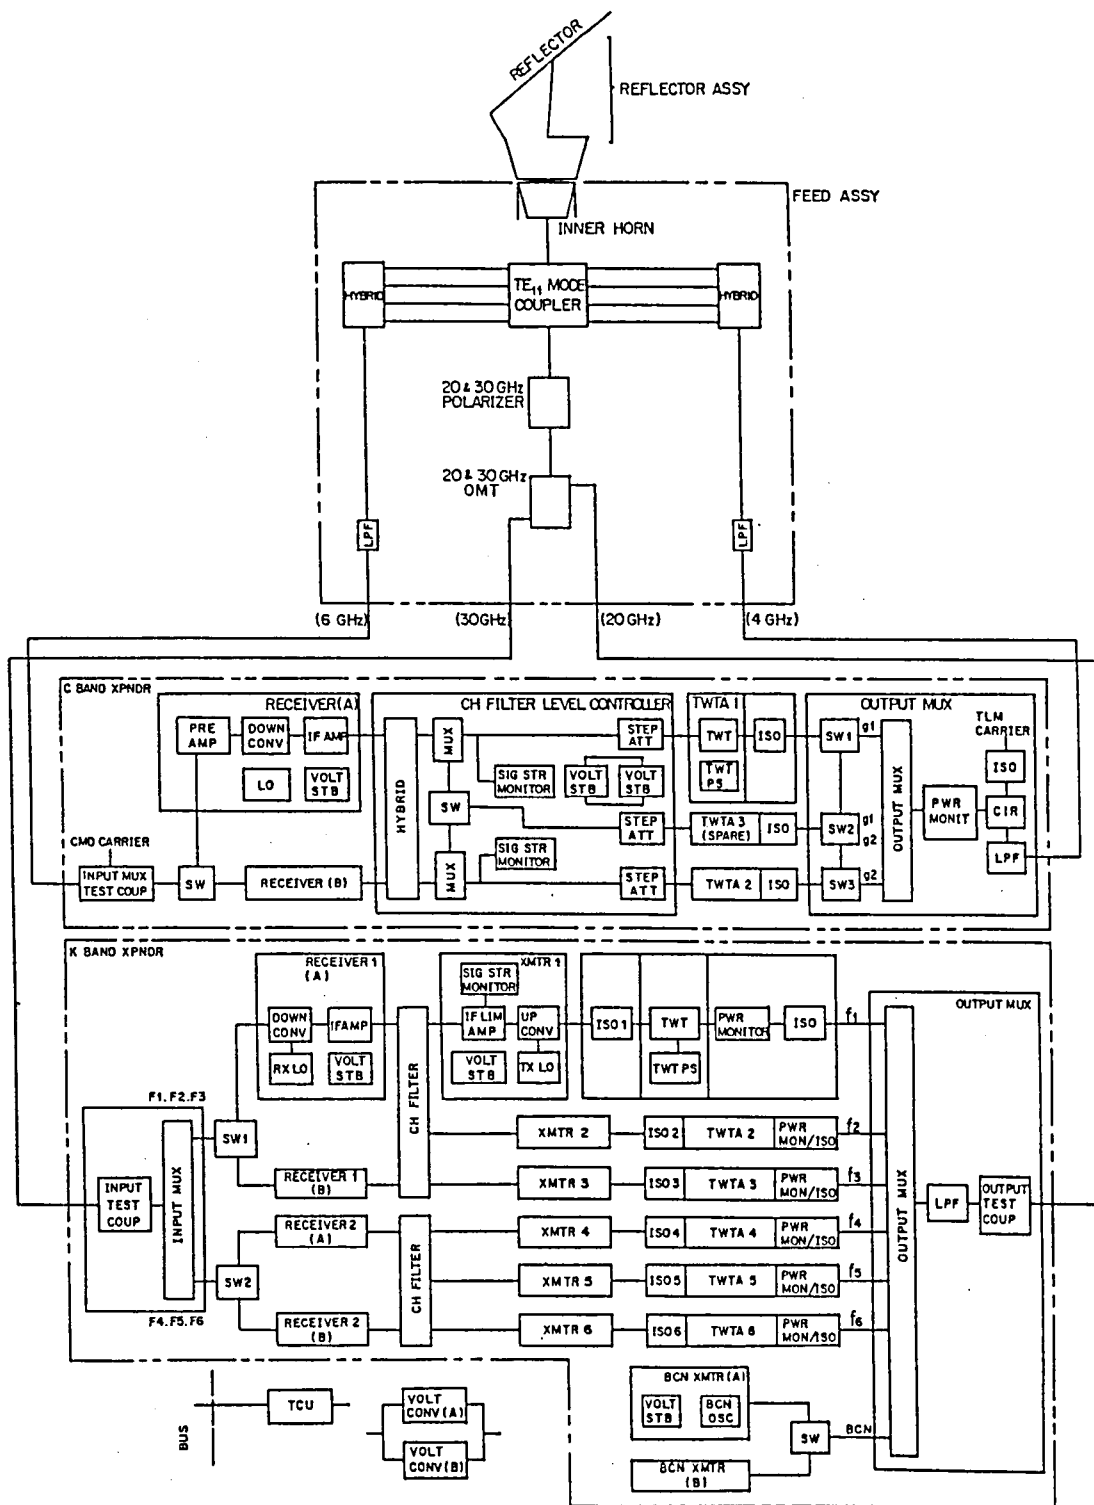 REFLECTOR
REFLECTOR ASSY
FEED ASSY
INNER HORN
HYBRID
TE11 MODE
COUPLER
HYBRID
20 & 30 GHz
POLARIZER
20 & 30 GHz
OMT
LPF
LPF
(6 GHz)
(30GHz)
(20GHz)
(4 GHz)
C BAND XPNDR
RECEIVER(A)
PRE
AMP
DOWN
CONV
IF AMP
LO
VOLT
STB
CH FILTER LEVEL CONTROLLER
HYBRID
MUX
SW
MUX
SIG STR
MONITOR
VOLT
STB
VOLT
STB
SIG STR
MONITOR
STEP
ATT
STEP
ATT
STEP
ATT
TWTA 1
TWT
TWT
PS
ISO
TWTA 3
(SPARE)
ISO
TWTA 2
ISO
OUTPUT MUX
SW1
g1
SW2
g1
g2
SW3
g2
OUTPUT MUX
PWR
MONIT
TLM
CARRIER
ISO
CIR
LPF
CMD CARRIER
INPUT MUX
TEST COUP
SW
RECEIVER (B)
K BAND XPNDR
RECEIVER 1
(A)
DOWN
CONV
IF AMP
RX LO
VOLT
STB
CH FILTER
XMTR 1
SIG STR
MONITOR
IF LIM
AMP
UP
CONV
VOLT
STB
TX LO
ISO 1
TWT
TWT PS
PWR
MONITOR
ISO
f1
OUTPUT MUX
F1. F2. F3
INPUT
TEST
COUP
INPUT MUX
F4. F5. F6
SW1
SW2
RECEIVER 1
(B)
RECEIVER 2
(A)
RECEIVER 2
(B)
CH FILTER
XMTR 2
ISO 2
TWTA 2
PWR
MON/ISO
f2
XMTR 3
ISO 3
TWTA 3
PWR
MON/ISO
f3
XMTR 4
ISO 4
TWTA 4
PWR
MON/ISO
f4
XMTR 5
ISO 5
TWTA 5
PWR
MON/ISO
f5
XMTR 6
ISO 6
TWTA 6
PWR
MON/ISO
f6
OUTPUT MUX
LPF
OUTPUT
TEST
COUP
BUS
TCU
VOLT
CONV (A)
VOLT
CONV (B)
BCN XMTR (A)
VOLT
STB
BCN
OSC
SW
BCN
BCN XMTR
(B)